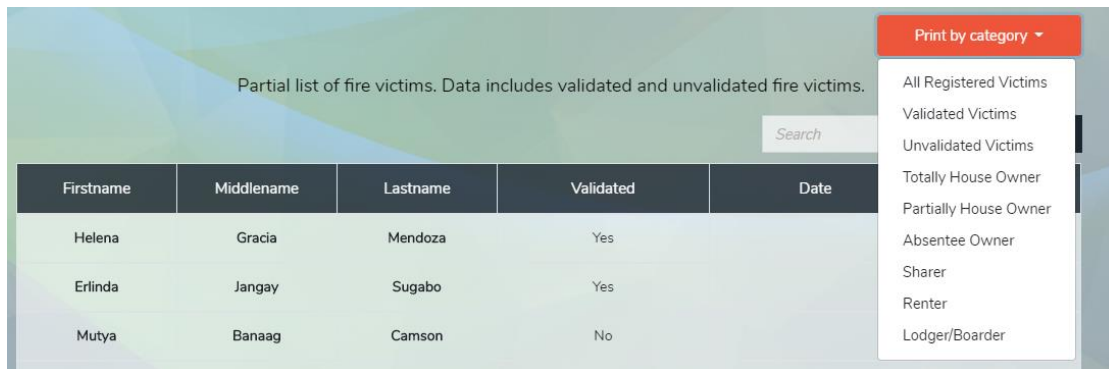 Print by category
Partial list of fire victims. Data includes validated and unvalidated fire victims.
Search
All Registered Victims
Validated Victims
Unvalidated Victims
Totally House Owner
Partially House Owner
Absentee Owner
Sharer
Renter
Lodger/Boarder
Firstname Middlename Lastname Validated Date
Helena Gracia Mendoza Yes
Erlinda Jangay Sugabo Yes
Mutya Banaag Camson No